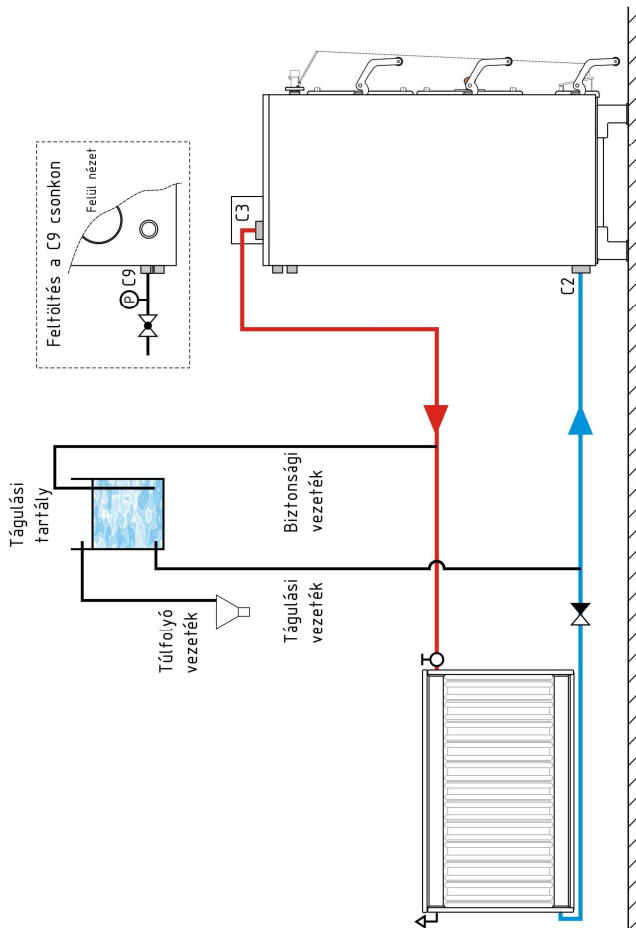 Feltöltés a C9 csonkon
Felül nézet
C9
P
C3
C2
Tágulási
tartály
Biztonsági
vezeték
Túlfolyó
vezeték
Tágulási
vezeték